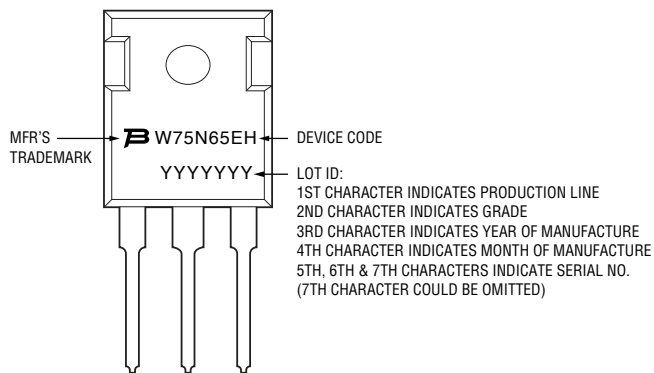 MFR'S
TRADEMARK
W75N65EH
DEVICE CODE
YYYYYYY
LOT ID:
1ST CHARACTER INDICATES PRODUCTION LINE
2ND CHARACTER INDICATES GRADE
3RD CHARACTER INDICATES YEAR OF MANUFACTURE
4TH CHARACTER INDICATES MONTH OF MANUFACTURE
5TH, 6TH & 7TH CHARACTERS INDICATE SERIAL NO.
(7TH CHARACTER COULD BE OMITTED)